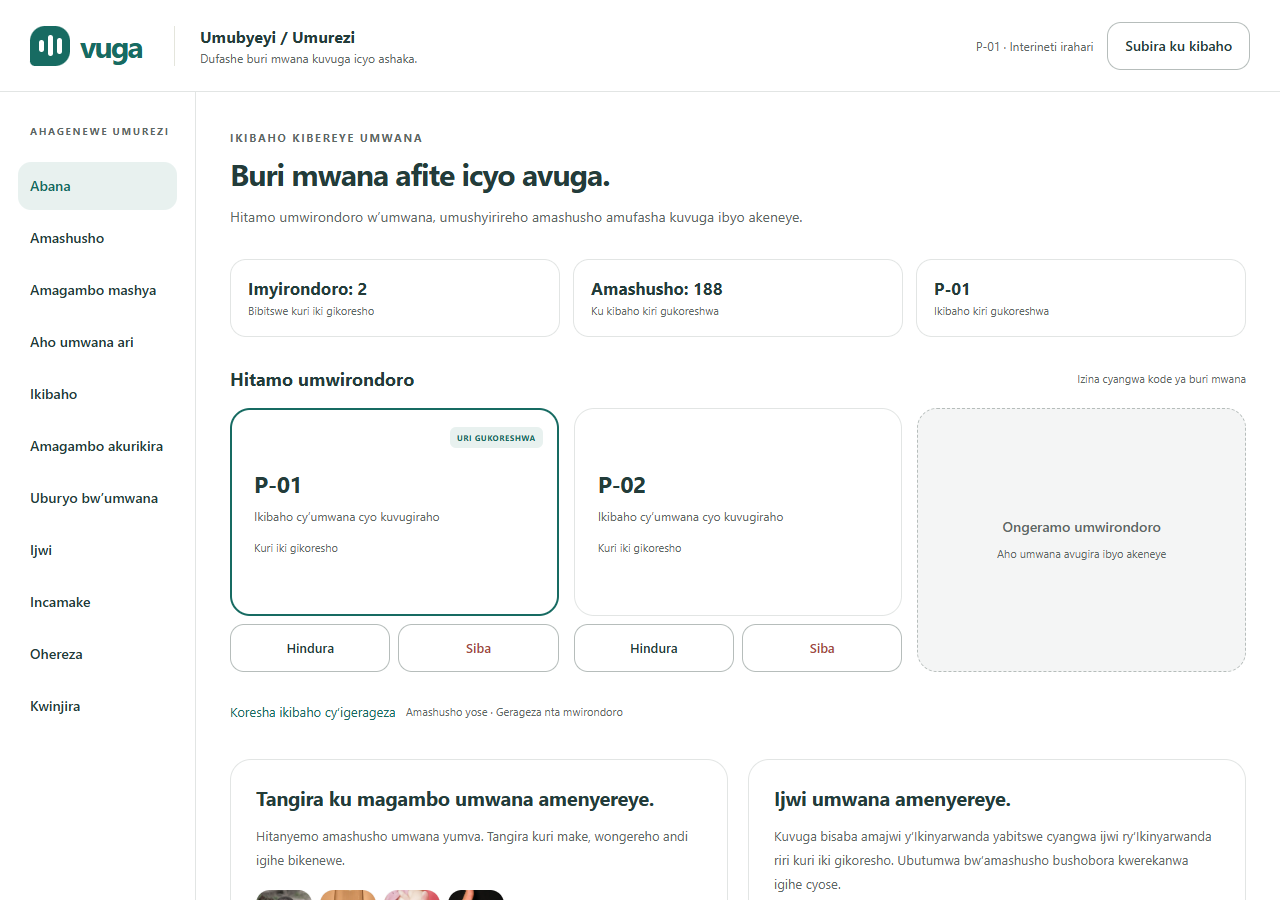 vuga
Umubyeyi / Umurezi
Dufashe buri mwana kuvuga icyo ashaka.
P-01 · Interineti irahari
Subira ku kibaho
AHAGENEWE UMUREZI
Abana
Amashusho
Amagambo mashya
Aho umwana ari
Ikibaho
Amagambo akurikira
Uburyo bw’umwana
Ijwi
Incamake
Ohereza
Kwinjira
IKIBAHO KIBEREYE UMWANA
Buri mwana afite icyo avuga.
Hitamo umwirondoro w’umwana, umushyirireho amashusho amufasha kuvuga ibyo akeneye.
Imyirondoro: 2
Bibitswe kuri iki gikoresho
Amashusho: 188
Ku kibaho kiri gukoreshwa
P-01
Ikibaho kiri gukoreshwa
Hitamo umwirondoro
Izina cyangwa kode ya buri mwana
URI GUKORESHWA
P-01
Ikibaho cy’umwana cyo kuvugiraho
Kuri iki gikoresho
Hindura
Siba
P-02
Ikibaho cy’umwana cyo kuvugiraho
Kuri iki gikoresho
Hindura
Siba
Ongeramo umwirondoro
Aho umwana avugira ibyo akeneye
Koresha ikibaho cy’igerageza
Amashusho yose · Gerageza nta mwirondoro
Tangira ku magambo umwana amenyereye.
Hitanyemo amashusho umwana yumva. Tangira kuri make, wongereho andi
igihe bikenewe.
Ijwi umwana amenyereye.
Kuvuga bisaba amajwi y’Ikinyarwanda yabitswe cyangwa ijwi ry’Ikinyarwanda
riri kuri iki gikoresho. Ubutumwa bw’amashusho bushobora kwerekanwa
igihe cyose.